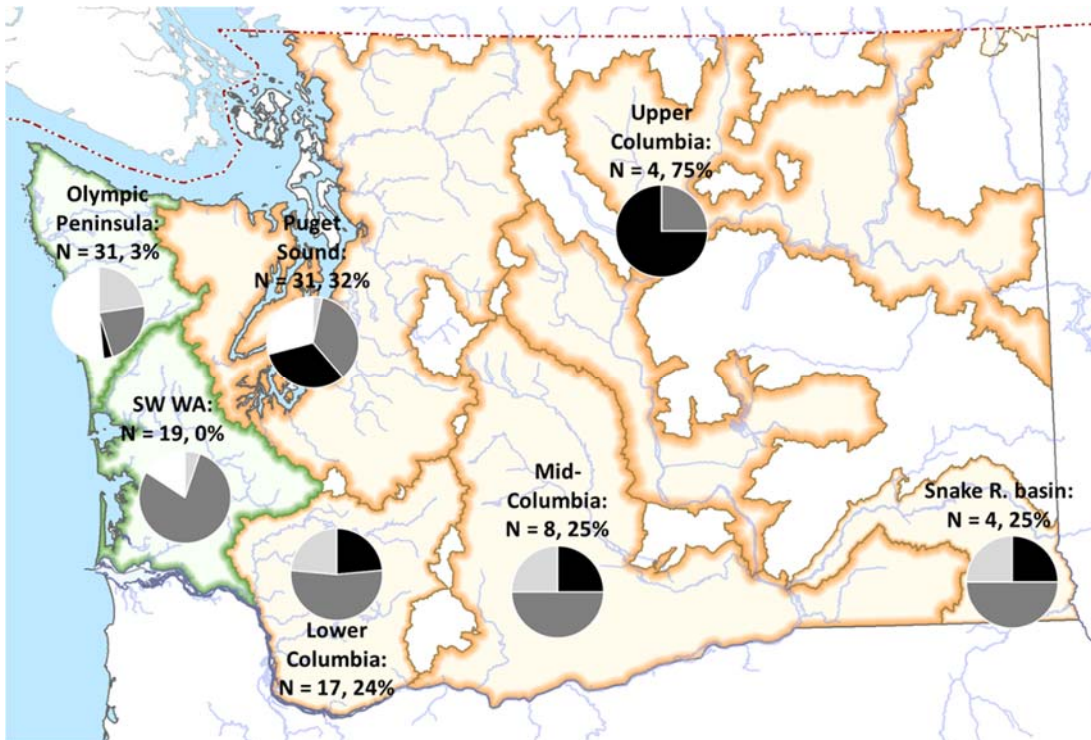 Upper
Columbia:
N = 4, 75%
Olympic
Peninsula:
N = 31, 3%
Puget
Sound:
N = 31, 32%
SW WA:
N = 19, 0%
Mid-
Columbia:
N = 8, 25%
Snake R. basin:
N = 4, 25%
Lower
Columbia:
N = 17, 24%